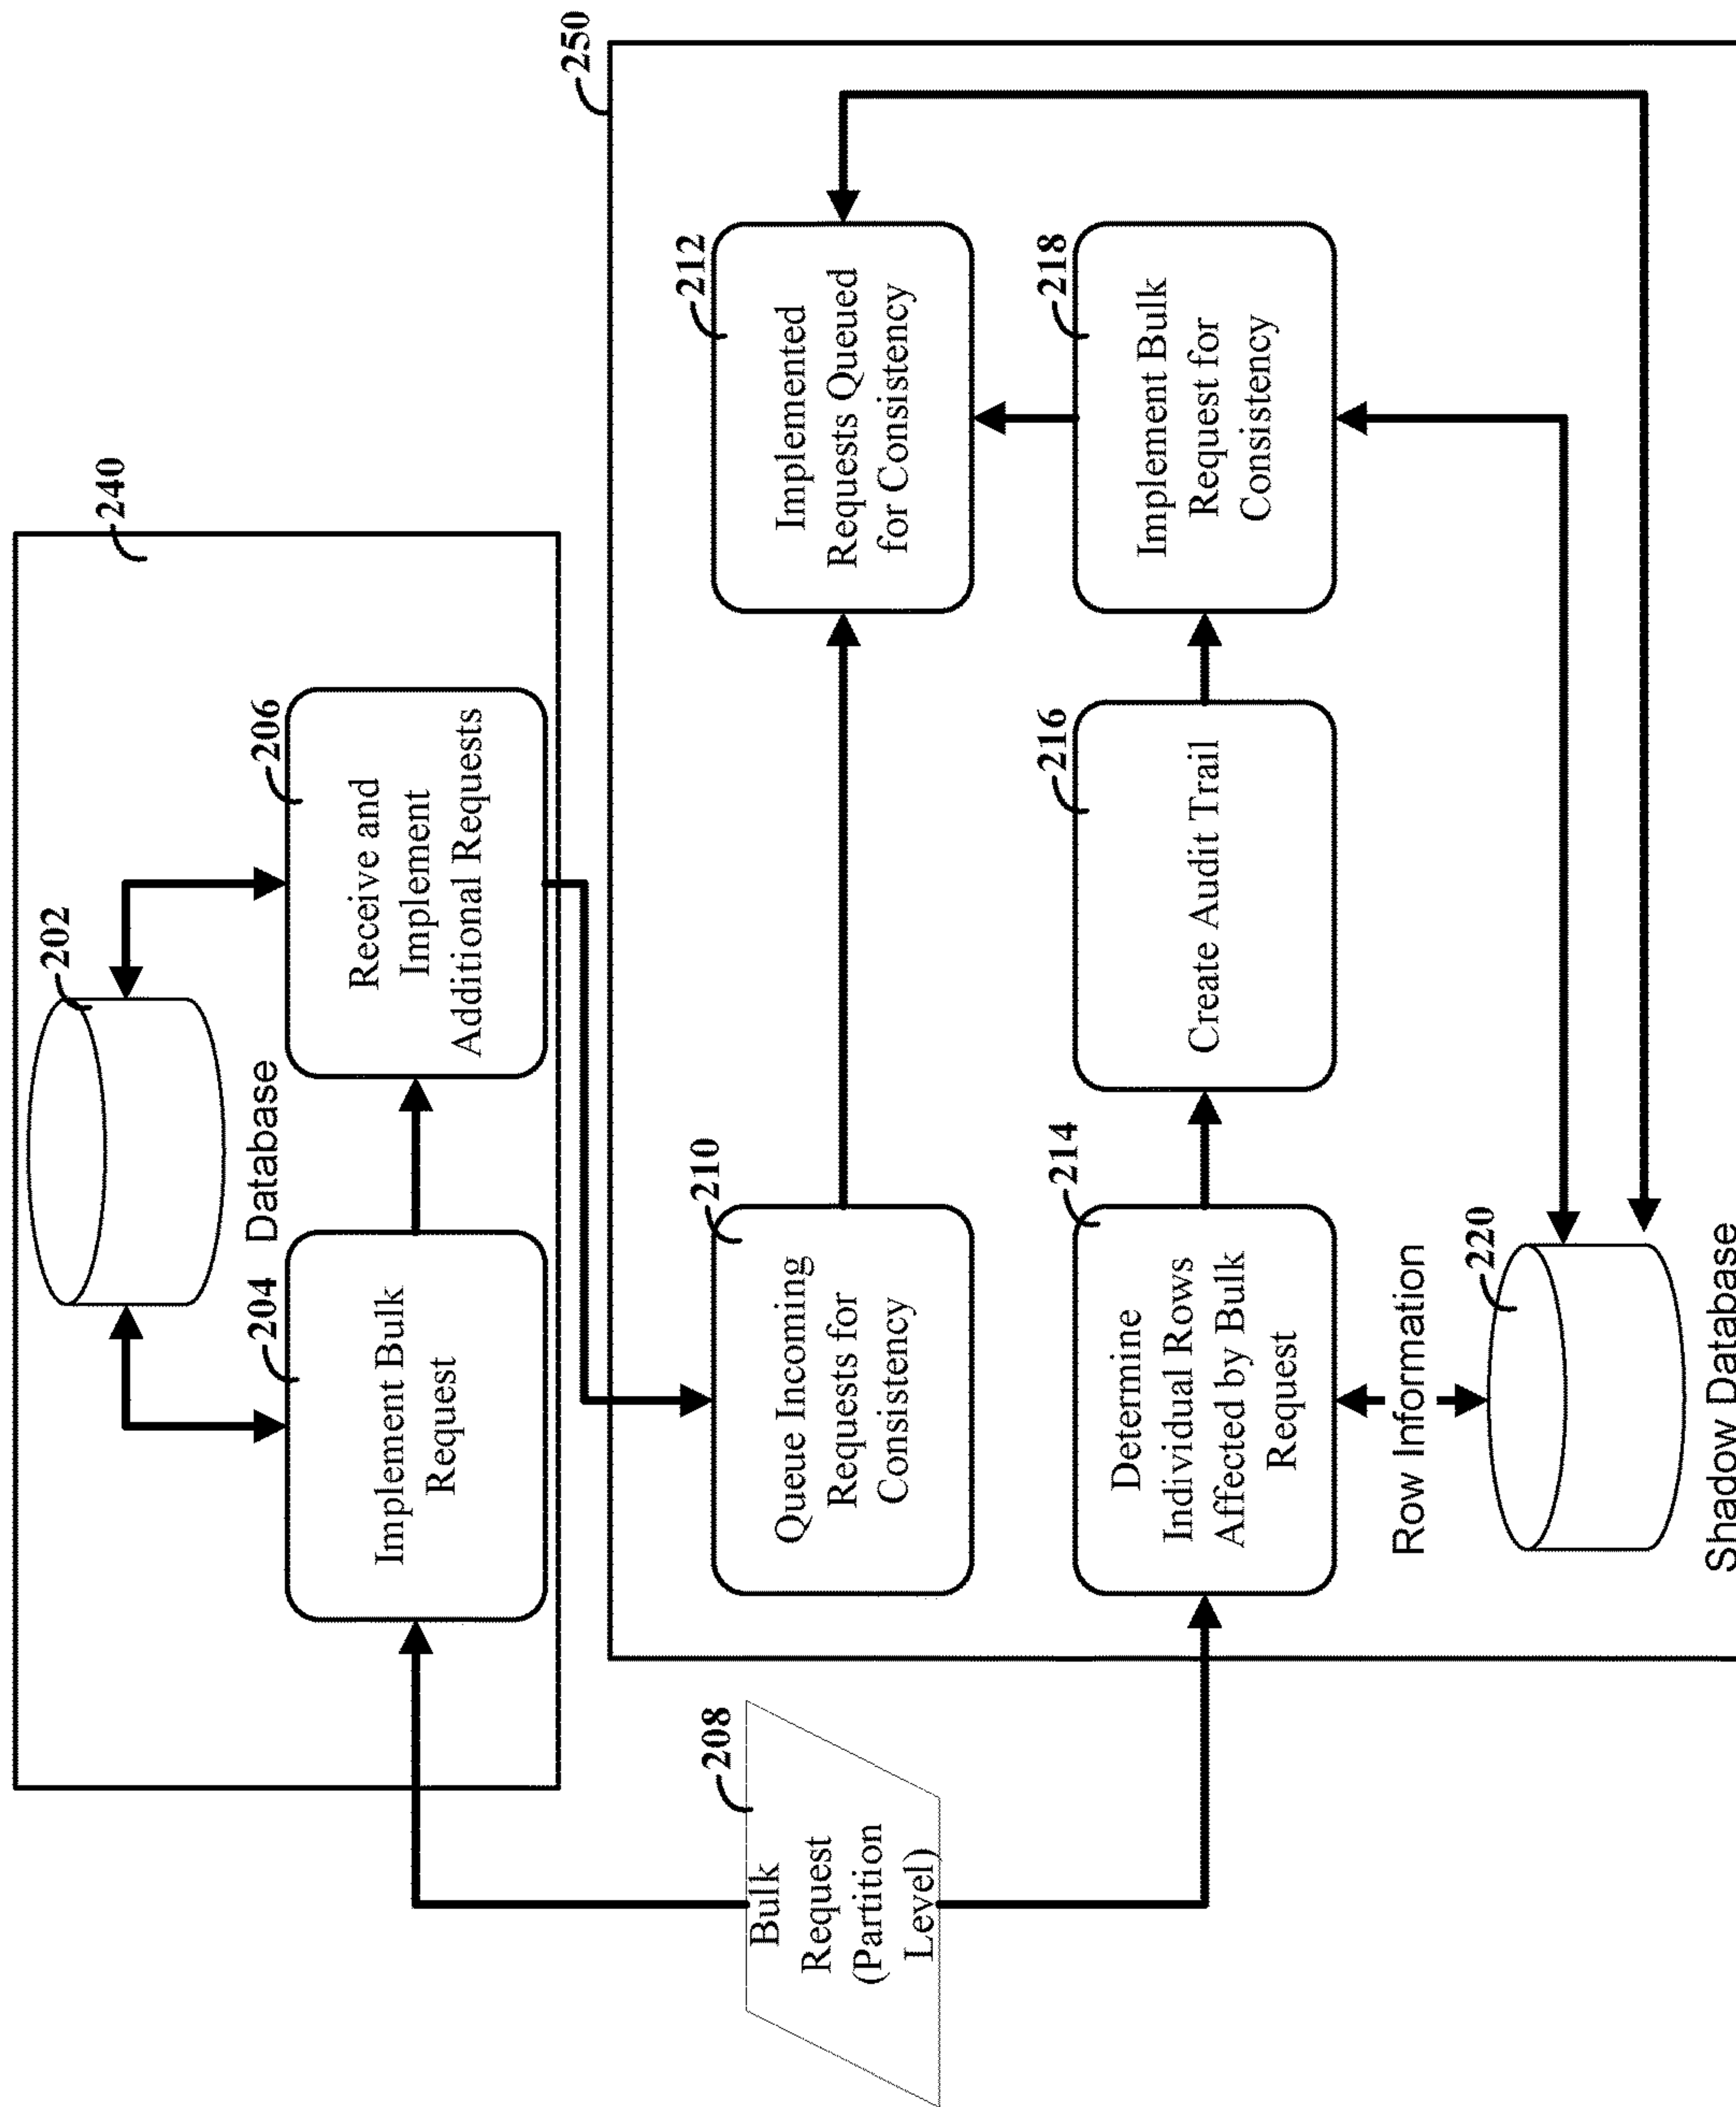 240
202
Database
204
Implement Bulk
Request
206
Receive and
Implement
Additional Requests
208
Bulk
Request
(Partition
Level)
250
210
Queue Incoming
Requests for
Consistency
212
Implemented
Requests Queued
for Consistency
214
Determine
Individual Rows
Affected by Bulk
Request
216
Create Audit Trail
218
Implement Bulk
Request for
Consistency
Row Information
220
Shadow Database